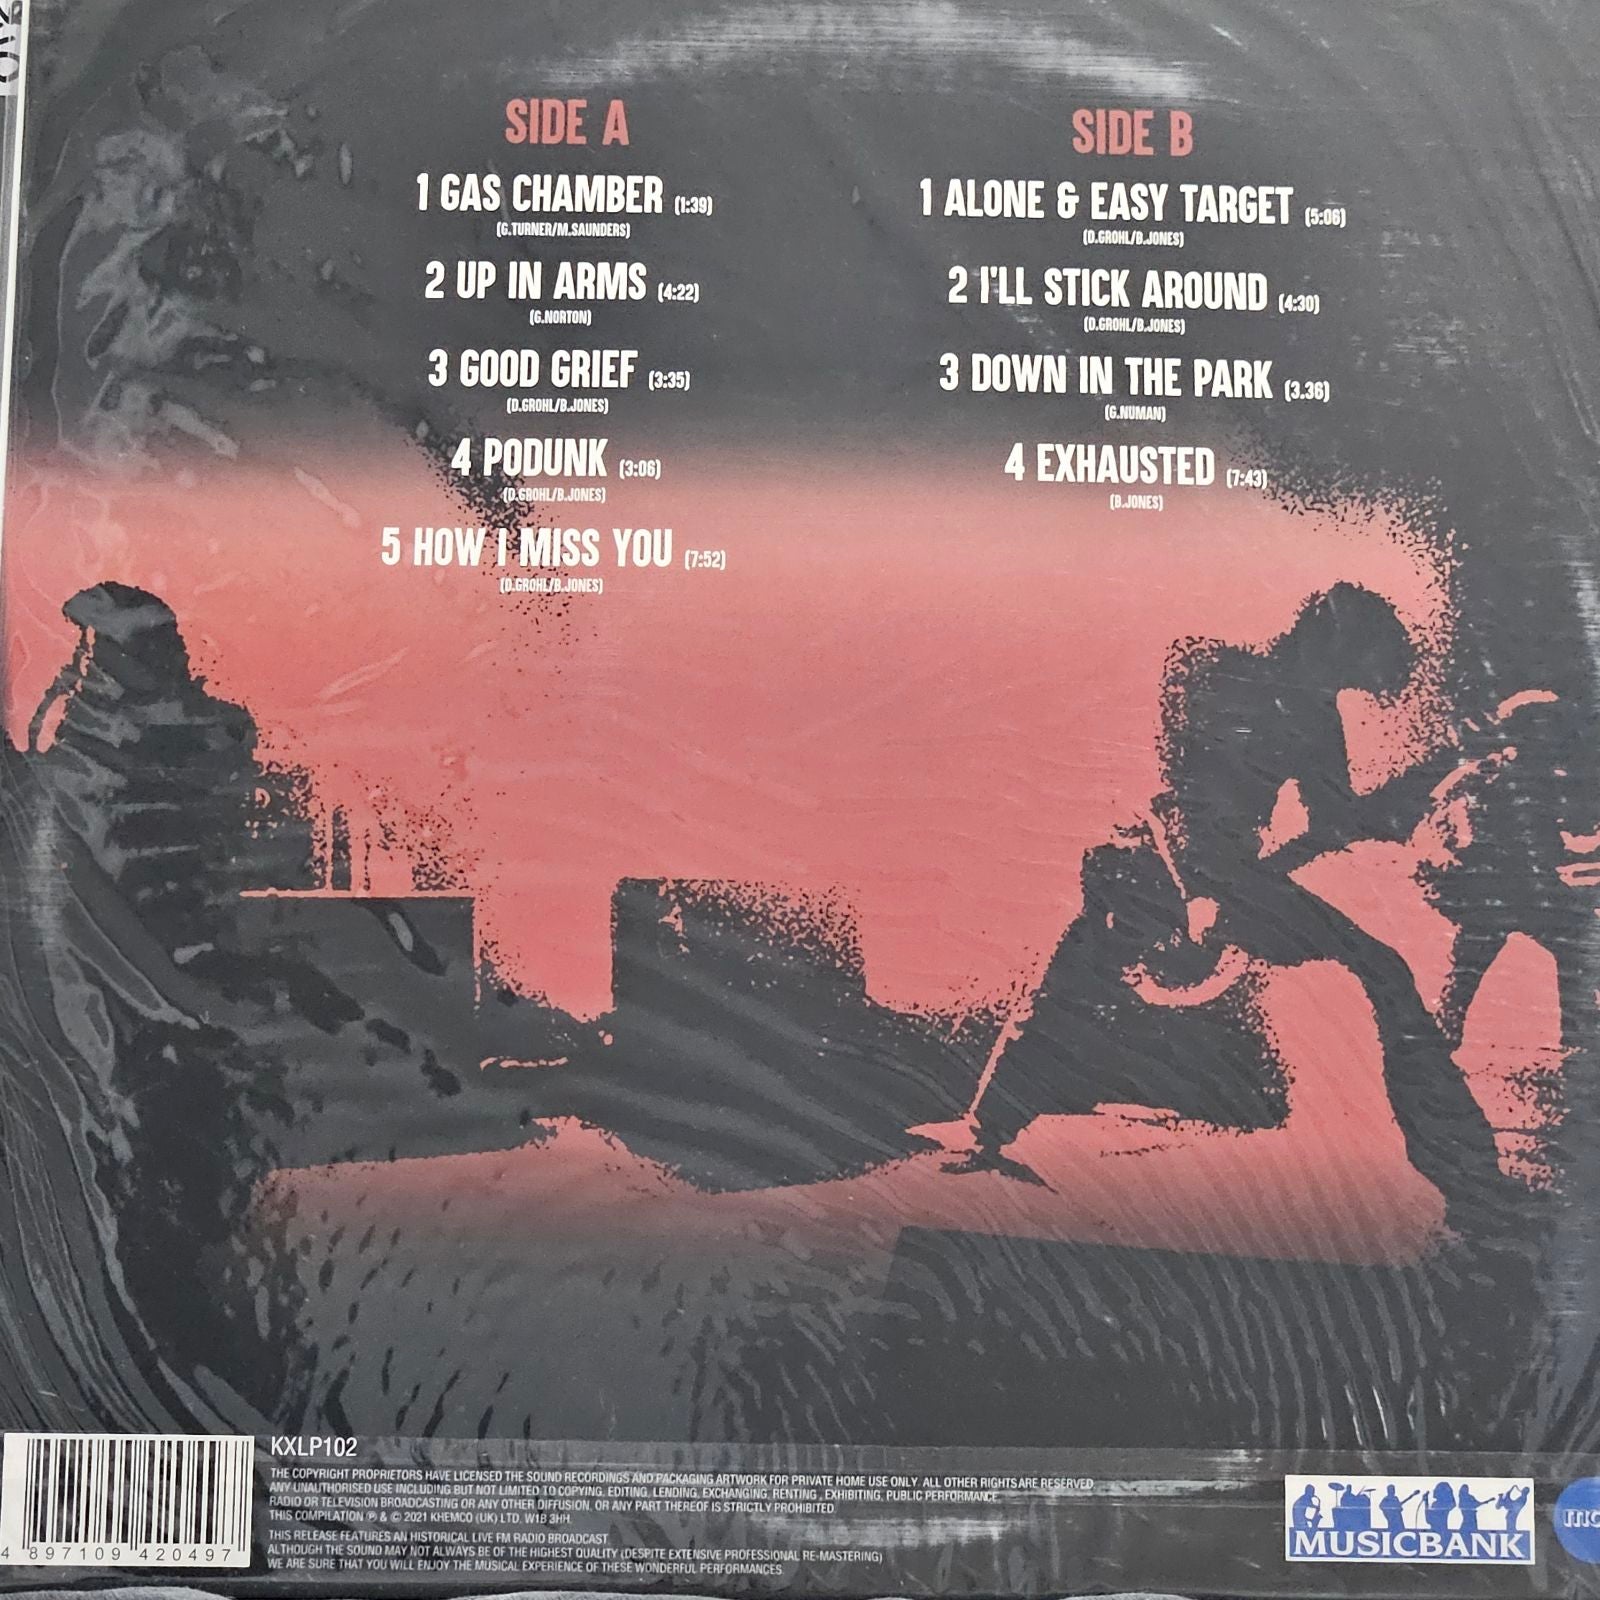 SIDE A
1 GAS CHAMBER (1:39)
(G.TURNER/M.SAUNDERS)
2 UP IN ARMS (4:22)
(G.NORTON)
3 GOOD GRIEF (3:35)
(D.GROHL/B.JONES)
4 PODUNK (3:06)
(D.GROHL/B.JONES)
5 HOW I MISS YOU (7:52)
(D.GROHL/B.JONES)
SIDE B
1 ALONE & EASY TARGET (5:06)
(D.GROHL/B.JONES)
2 I'LL STICK AROUND (4:30)
(D.GROHL/B.JONES)
3 DOWN IN THE PARK (3.36)
(G.NUMAN)
4 EXHAUSTED (7:43)
(B.JONES)
KXLP102
THE COPYRIGHT PROPRIETORS HAVE LICENSED THE SOUND RECORDINGS AND PACKAGING ARTWORK FOR PRIVATE HOME USE ONLY. ALL OTHER RIGHTS ARE RESERVED.
ANY UNAUTHORISED USE INCLUDING BUT NOT LIMITED TO COPYING, EDITING, LENDING, EXCHANGING, RENTING , EXHIBITING, PUBLIC PERFORMANCE,
RADIO OR TELEVISION BROADCASTING OR ANY OTHER DIFFUSION, OR ANY PART THEREOF IS STRICTLY PROHIBITED.
THIS COMPILATION ℗ & © 2021 KHEMCO (UK) LTD. W1B 3HH.
THIS RELEASE FEATURES AN HISTORICAL LIVE FM RADIO BROADCAST.
ALTHOUGH THE SOUND MAY NOT ALWAYS BE OF THE HIGHEST QUALITY (DESPITE EXTENSIVE PROFESSIONAL RE-MASTERING)
WE ARE SURE THAT YOU WILL ENJOY THE MUSICAL EXPERIENCE OF THESE WONDERFUL PERFORMANCES.
4 897109 420497
MUSICBANK